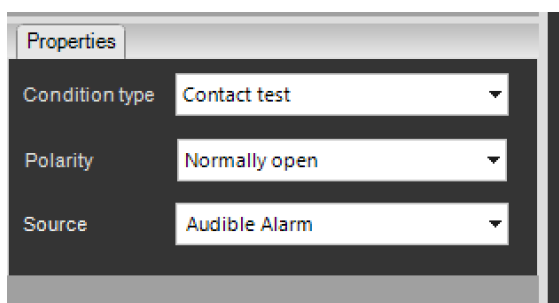 Properties
Condition type Contact test
Polarity Normally open
Source Audible Alarm